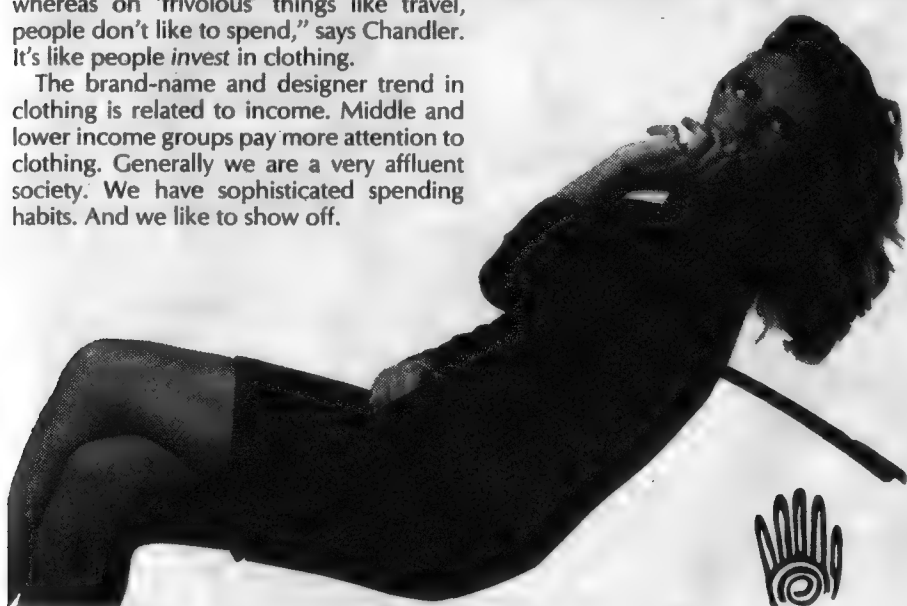 whereas on 'frivolous' things like travel,
people don't like to spend,” says Chandler.
It's like people invest in clothing.
The brand-name and designer trend in
clothing is related to income. Middle and
lower income groups pay more attention to
clothing. Generally we are a very affluent
society. We have sophisticated spending
habits. And we like to show off.